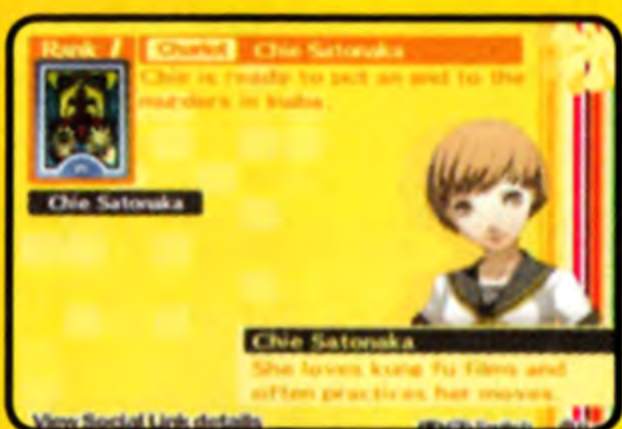 Rank 1 Chariot Chie Satonaka
Chie is ready to put an end to the
murders in Inaba.
Chie Satonaka
Chie Satonaka
She loves kung fu films and
often practices her moves.
View Social Link details